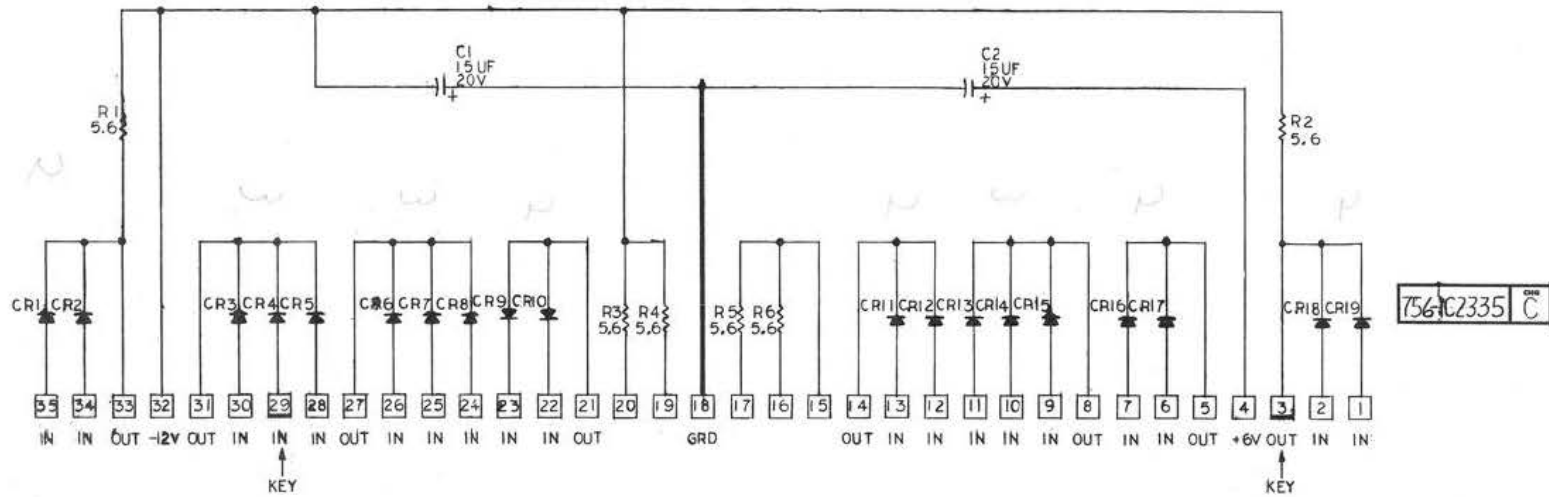 C1
15 UF
20V
+
C2
15 UF
20V
+
R1
5.6
R2
5.6
CR1 CR2 CR3 CR4 CR5 CR6 CR7 CR8 CR9 CR10
R3
5.6
R4
5.6
R5
5.6
R6
5.6
CR11 CR12 CR13 CR14 CR15 CR16 CR17 CR18 CR19
756-1C2335 CHG C
35 34 33 32 31 30 29 28 27 26 25 24 23 22 21 20 19 18 17 16 15 14 13 12 11 10 9 8 7 6 5 4 3 2 1
IN IN OUT -12V OUT IN IN IN OUT IN IN IN IN IN OUT GRD OUT IN IN IN IN IN OUT IN IN OUT +6V OUT IN IN
KEY KEY